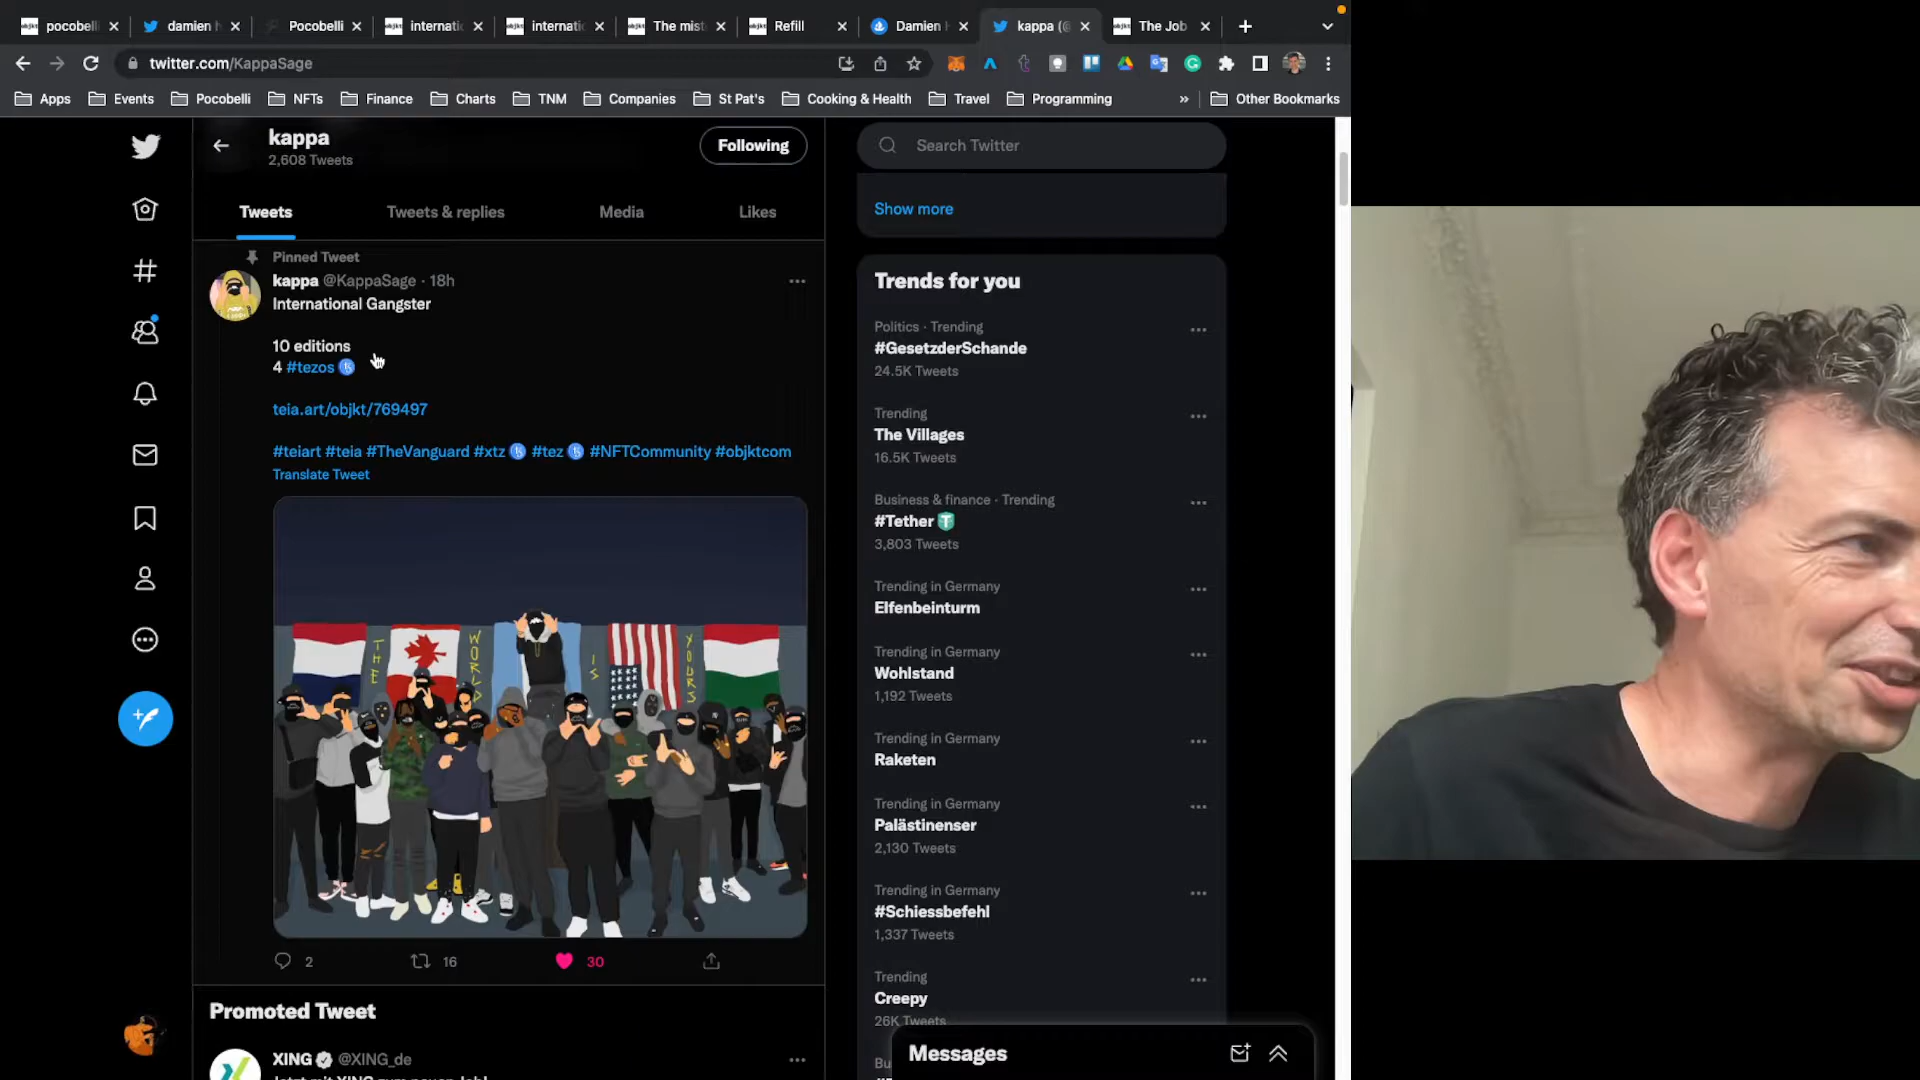 pocobelli
damien h
Pocobelli
internatic
internatic
The mist
Refill
Damien H
kappa (@
The Job
twitter.com/KappaSage
Apps
Events
Pocobelli
NFTs
Finance
Charts
TNM
Companies
St Pat's
Cooking & Health
Travel
Programming
»
Other Bookmarks
kappa
2,608 Tweets
Following
Tweets
Tweets & replies
Media
Likes
Pinned Tweet
kappa @KappaSage · 18h
International Gangster
10 editions
4 #tezos
teia.art/objkt/769497
#teiart #teia #TheVanguard #xtz #tez #NFTCommunity #objktcom
Translate Tweet
THE
WORLD
IS
YOURS
2
16
30
Promoted Tweet
XING @XING_de
Search Twitter
Show more
Trends for you
Politics · Trending
#GesetzderSchande
24.5K Tweets
Trending
The Villages
16.5K Tweets
Business & finance · Trending
#Tether
3,803 Tweets
Trending in Germany
Elfenbeinturm
Trending in Germany
Wohlstand
1,192 Tweets
Trending in Germany
Raketen
Trending in Germany
Palästinenser
2,130 Tweets
Trending in Germany
#Schiessbefehl
1,337 Tweets
Trending
Creepy
26K Tweets
Bu
Messages